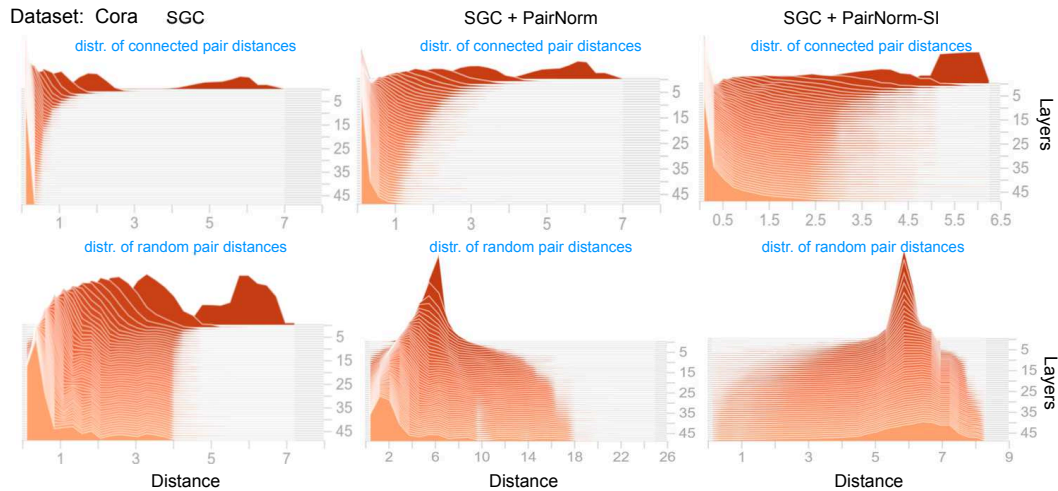 Dataset: Cora SGC SGC + PairNorm SGC + PairNorm-SI
distr. of connected pair distances distr. of connected pair distances distr. of connected pair distances
5 5 5
15 15 15
25 25 25
35 35 35
45 45 45
Layers
1 3 5 7 1 3 5 7 0.5 1.5 2.5 3.5 4.5 5.5 6.5
distr. of random pair distances distr. of random pair distances distr. of random pair distances
5 5 5
15 15 15
25 25 25
35 35 35
45 45 45
Layers
1 3 5 7 2 6 10 14 18 22 26 1 3 5 7 9
Distance Distance Distance